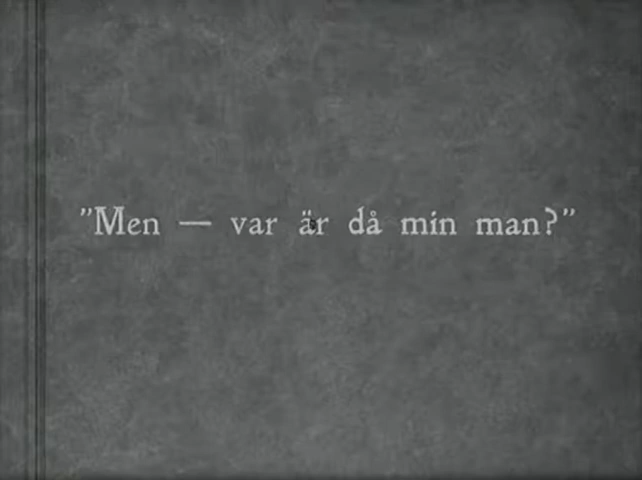 ”Men — var är då min man?”